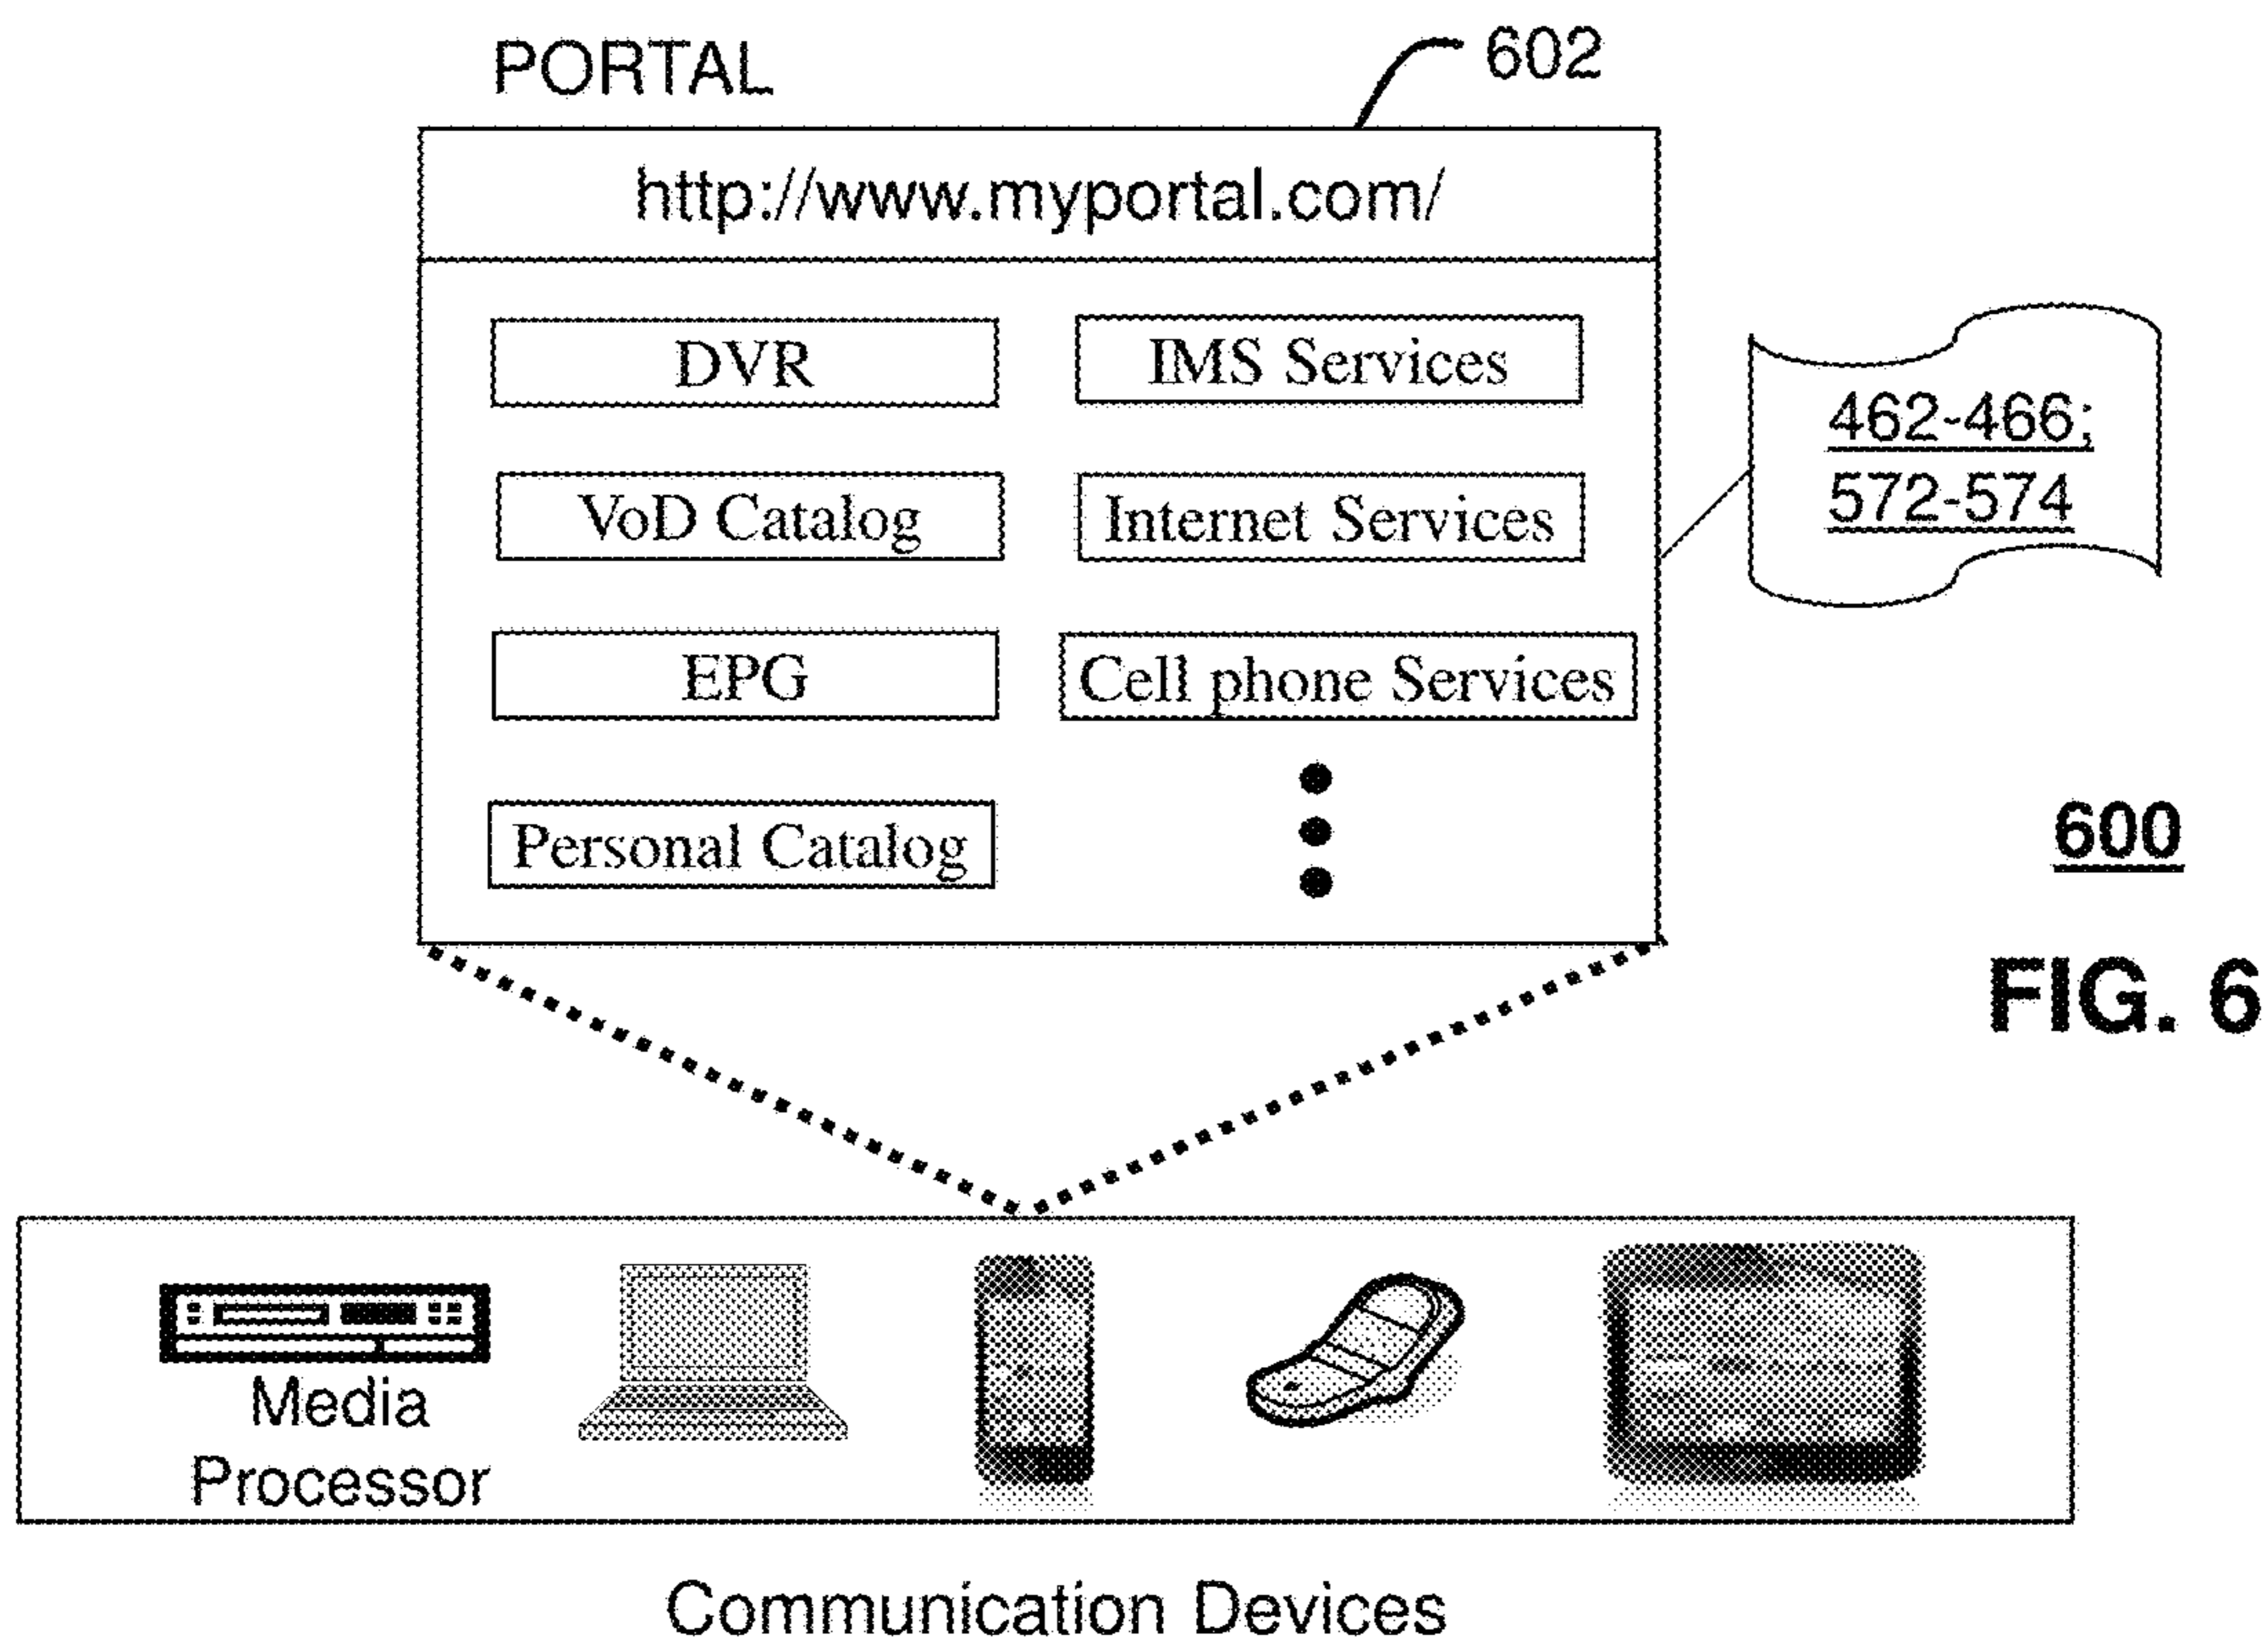 PORTAL
602
http://www.myportal.com/
DVR
IMS Services
VoD Catalog
Internet Services
EPG
Cell phone Services
Personal Catalog
462-466;
572-574
600
FIG. 6
Media
Processor
Communication Devices